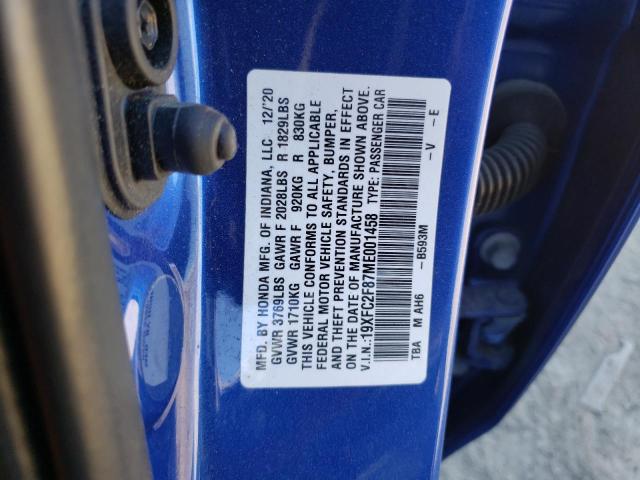 MFD. BY HONDA MFG. OF INDIANA, LLC 12/'20
GVWR 3769LBS GAWR F 2028LBS R 1829LBS
GVWR 1710KG GAWR F 920KG R 830KG
THIS VEHICLE CONFORMS TO ALL APPLICABLE
FEDERAL MOTOR VEHICLE SAFETY, BUMPER,
AND THEFT PREVENTION STANDARDS IN EFFECT
ON THE DATE OF MANUFACTURE SHOWN ABOVE.
V.I.N.:19XFC2F87ME001458 TYPE: PASSENGER CAR
TBA M AH6 –B593M –V –E